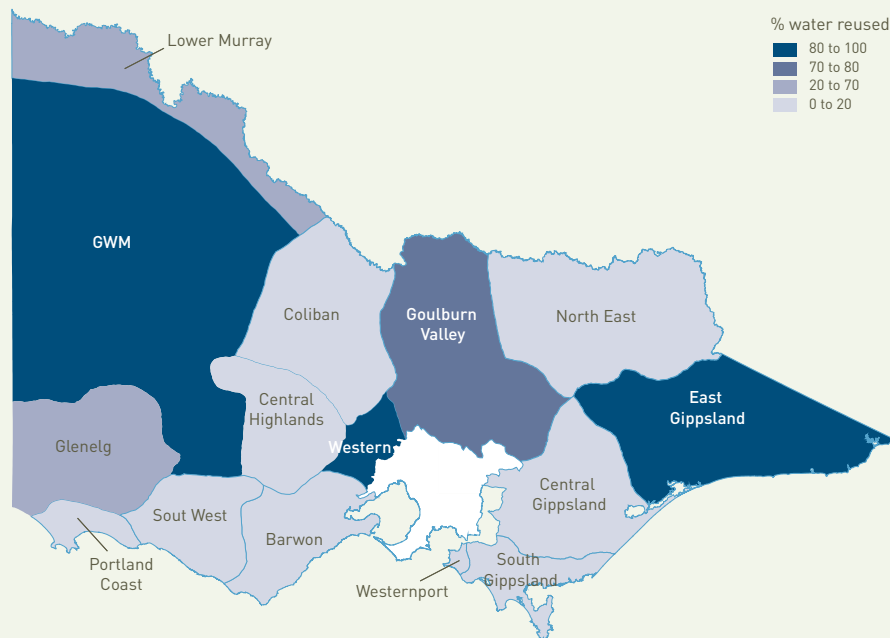 % water reused
80 to 100
70 to 80
20 to 70
0 to 20
Lower Murray
GWM
Coliban
Goulburn
Valley
North East
Central
Highlands
East
Gippsland
Glenelg
Western
Central
Gippsland
Sout West
Barwon
Portland
Coast
Westernport
South
Gippsland